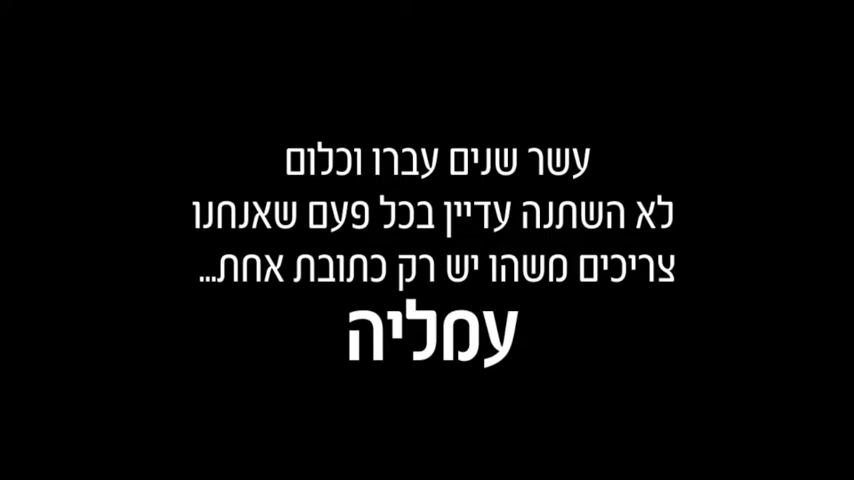 עשר שנים עברו וכלום
לא השתנה עדיין בכל פעם שאנחנו
צריכים משהו יש רק כתובת אחת...
עמליה